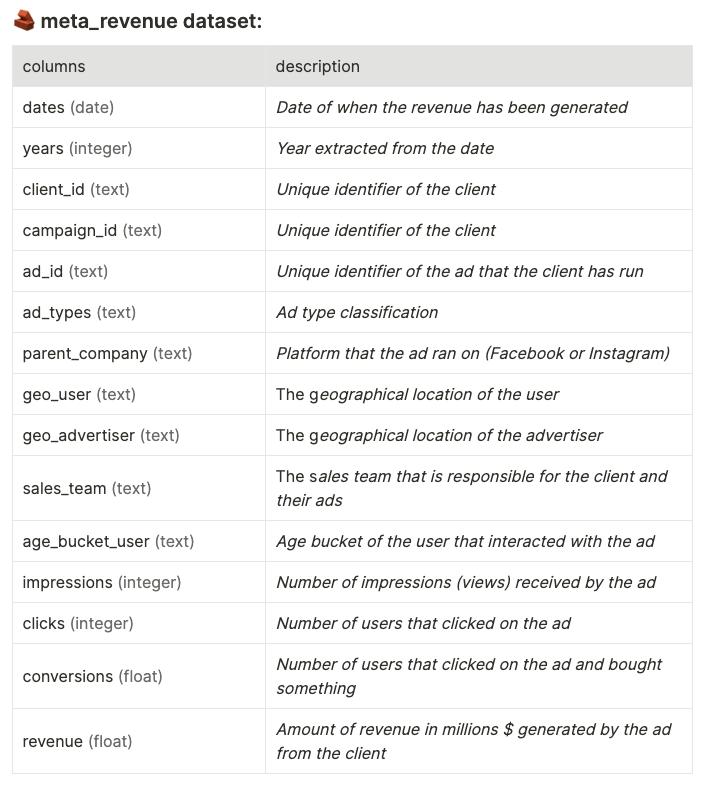 meta_revenue dataset:
columns description
dates (date) Date of when the revenue has been generated
years (integer) Year extracted from the date
client_id (text) Unique identifier of the client
campaign_id (text) Unique identifier of the client
ad_id (text) Unique identifier of the ad that the client has run
ad_types (text) Ad type classification
parent_company (text) Platform that the ad ran on (Facebook or Instagram)
geo_user (text) The geographical location of the user
geo_advertiser (text) The geographical location of the advertiser
sales_team (text) The sales team that is responsible for the client and
their ads
age_bucket_user (text) Age bucket of the user that interacted with the ad
impressions (integer) Number of impressions (views) received by the ad
clicks (integer) Number of users that clicked on the ad
conversions (float) Number of users that clicked on the ad and bought
something
revenue (float) Amount of revenue in millions $ generated by the ad
from the client